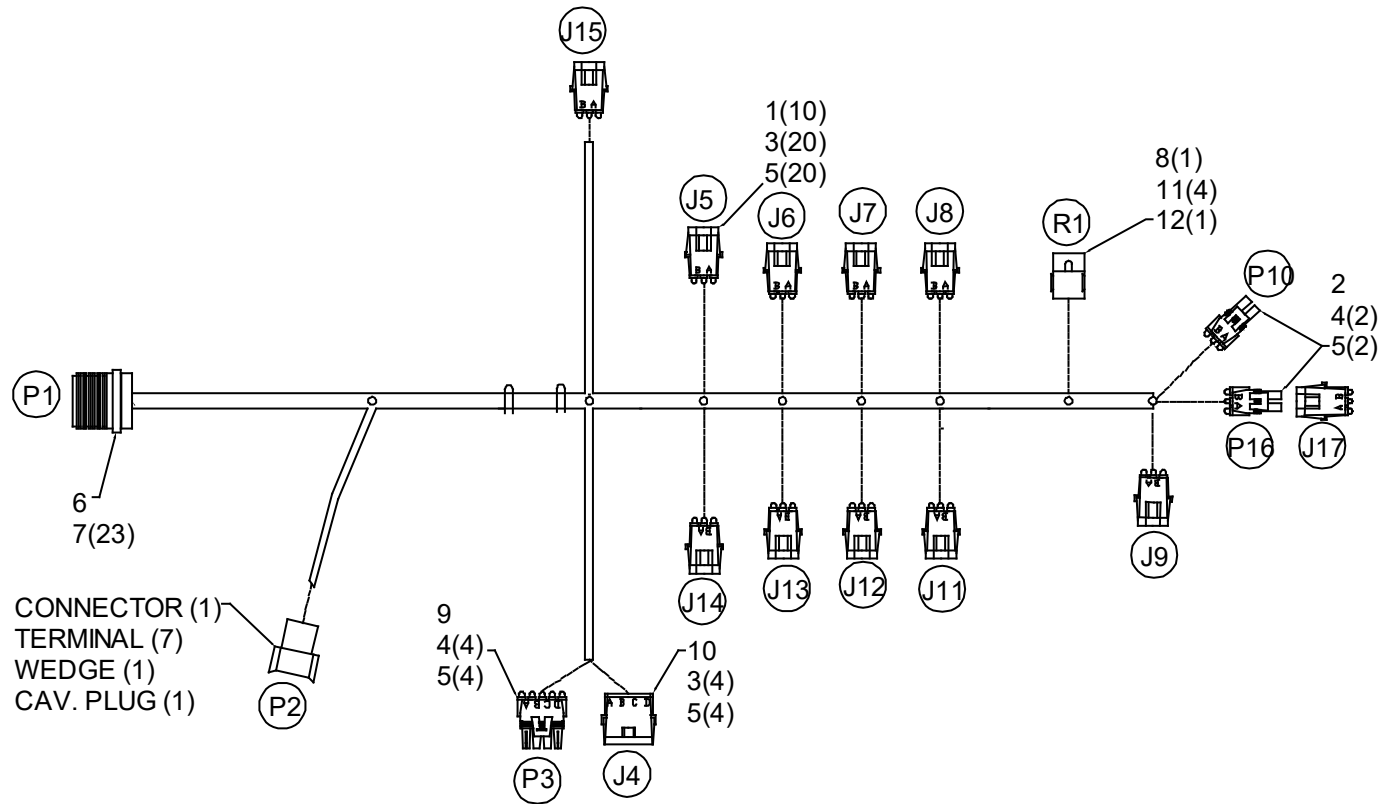 J15
1(10)
3(20)
5(20)
8(1)
11(4)
12(1)
J5
J6
J7
J8
R1
P10
2
4(2)
5(2)
B A
B A
B A
B A
B A
B A
P1
B A
B A
P16
J17
6
7(23)
B A
B A
B A
B A
B A
J14
J13
J12
J11
J9
CONNECTOR (1)
TERMINAL (7)
WEDGE (1)
CAV. PLUG (1)
P2
9
4(4)
5(4)
10
3(4)
5(4)
D C B A
A B C D
P3
J4